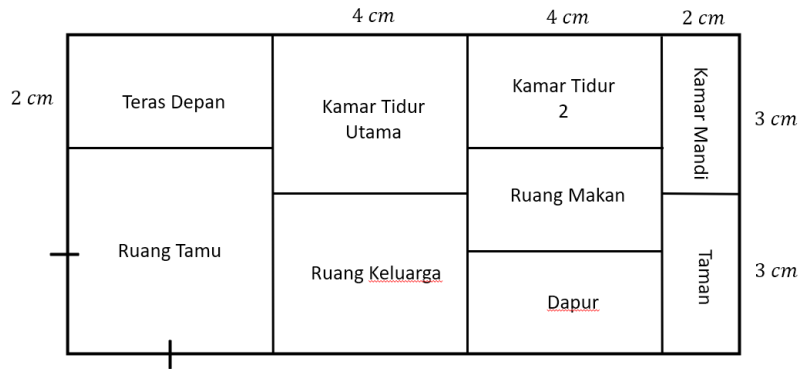 4 cm
4 cm
2 cm
2 cm
Teras Depan
Kamar Tidur
Utama
Kamar Tidur
2
Kamar Mandi
3 cm
Ruang Tamu
Ruang Keluarga
Ruang Makan
Dapur
Taman
3 cm